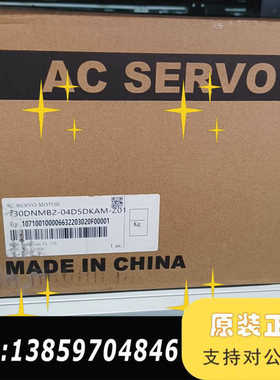 AC SERVO
AC SERVO MOTOR
130DNMB2-04D5DKAM-Z01
Kg
MADE IN CHINA
原装正
:13859704846
支持对公